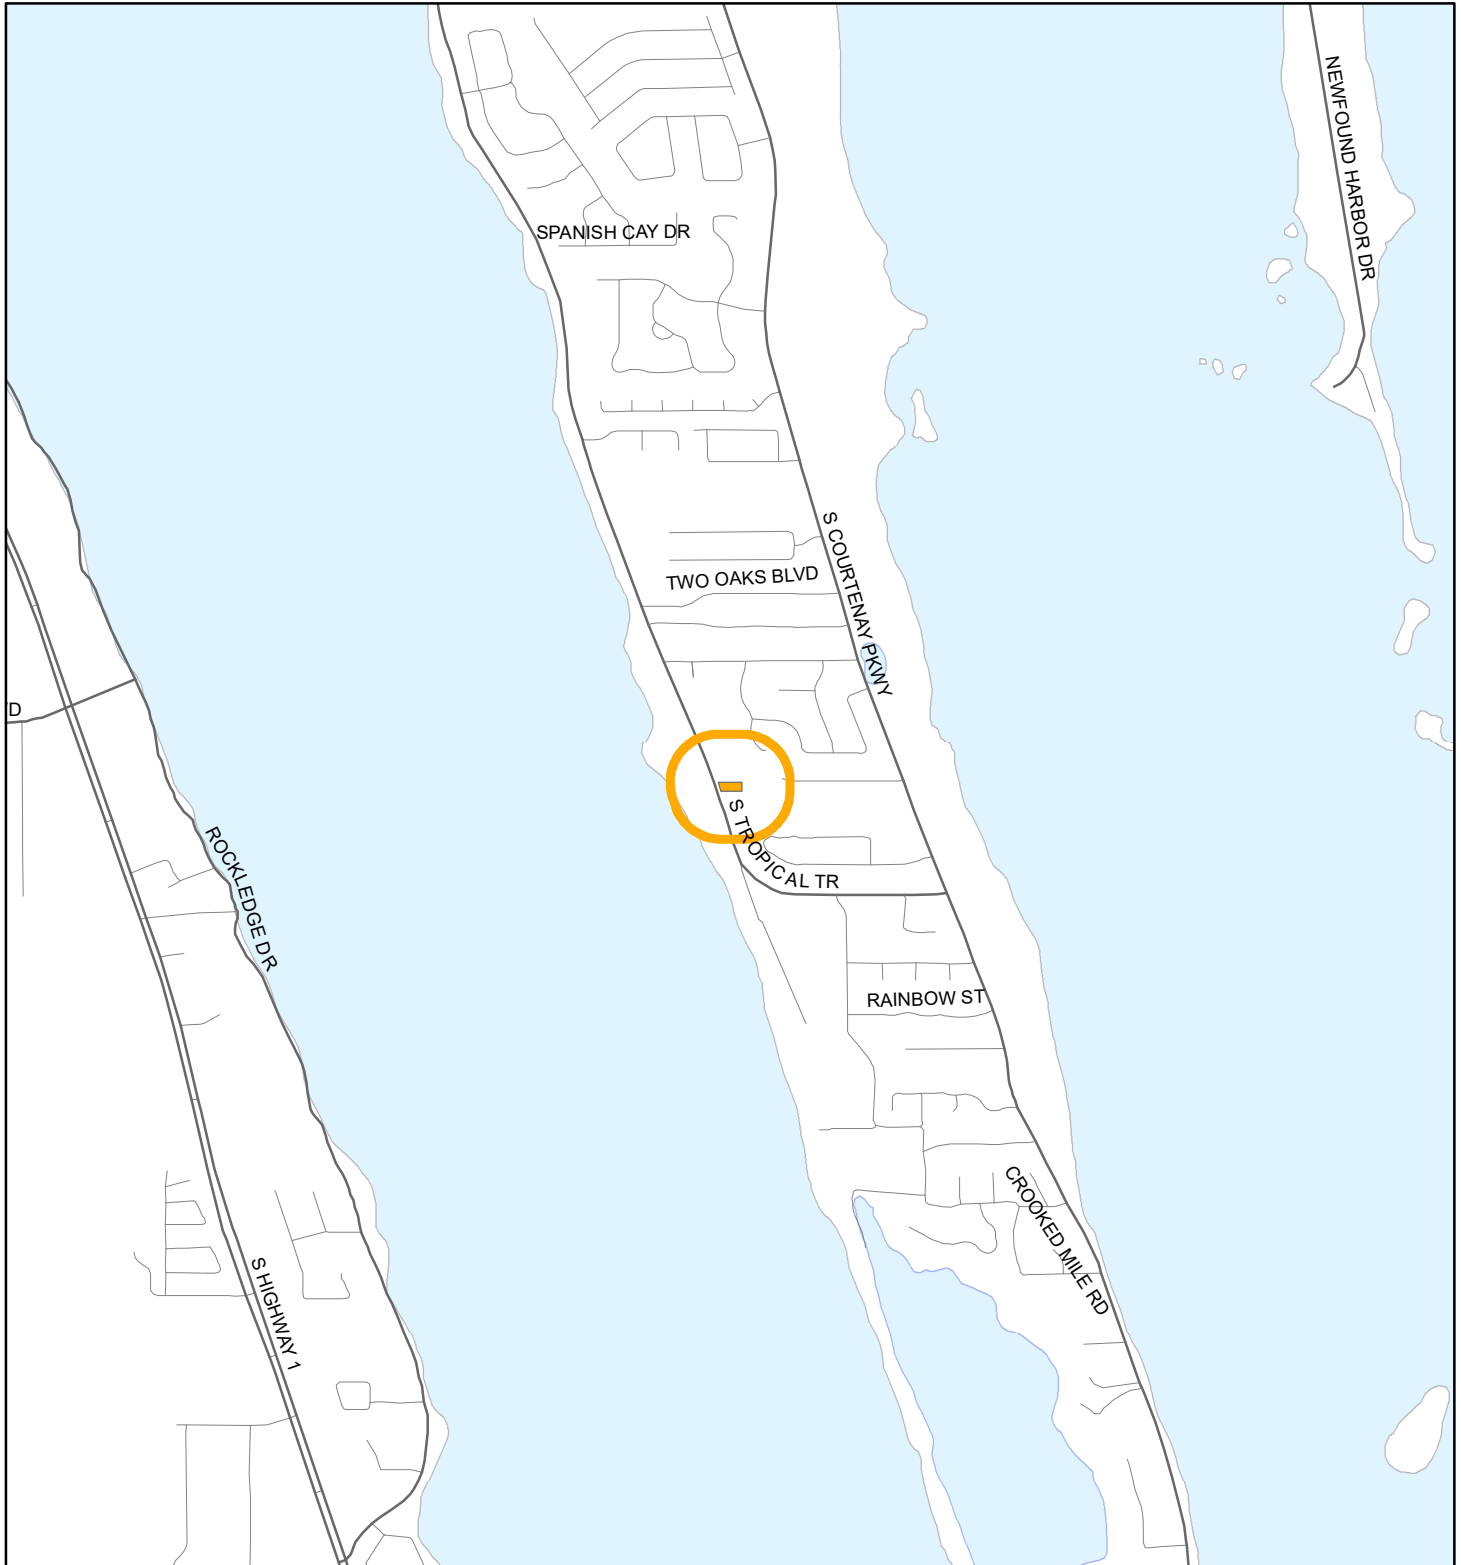 NEWFOUND HARBOR DR
SPANISH CAY DR
S COURTENAY PKWY
TWO OAKS BLVD
'D
S TROPICAL TR
ROCKLEDGE DR
RAINBOW ST
CROOKED MILE RD
S HIGHWAY 1